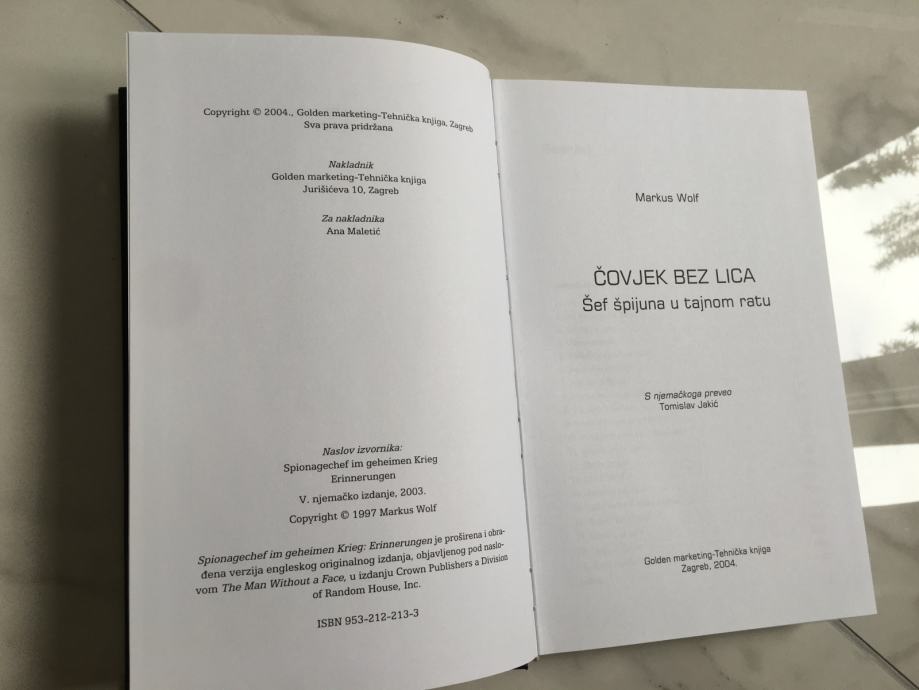 Copyright © 2004., Golden marketing-Tehnička knjiga, Zagreb
Sva prava pridržana
Nakladnik
Golden marketing-Tehnička knjiga
Jurišićeva 10, Zagreb
Za nakladnika
Ana Maletić
Naslov izvornika:
Spionagechef im geheimen Krieg
Erinnerungen
V. njemačko izdanje, 2003.
Copyright © 1997 Markus Wolf
Spionagechef im geheimen Krieg: Erinnerungen je proširena i obra-
đena verzija engleskog originalnog izdanja, objavljenog pod naslo-
vom The Man Without a Face, u izdanju Crown Publishers a Division
of Random House, Inc.
ISBN 953-212-213-3
Markus Wolf
ČOVJEK BEZ LICA
Šef špijuna u tajnom ratu
S njemačkoga preveo
Tomislav Jakić
Golden marketing-Tehnička knjiga
Zagreb, 2004.